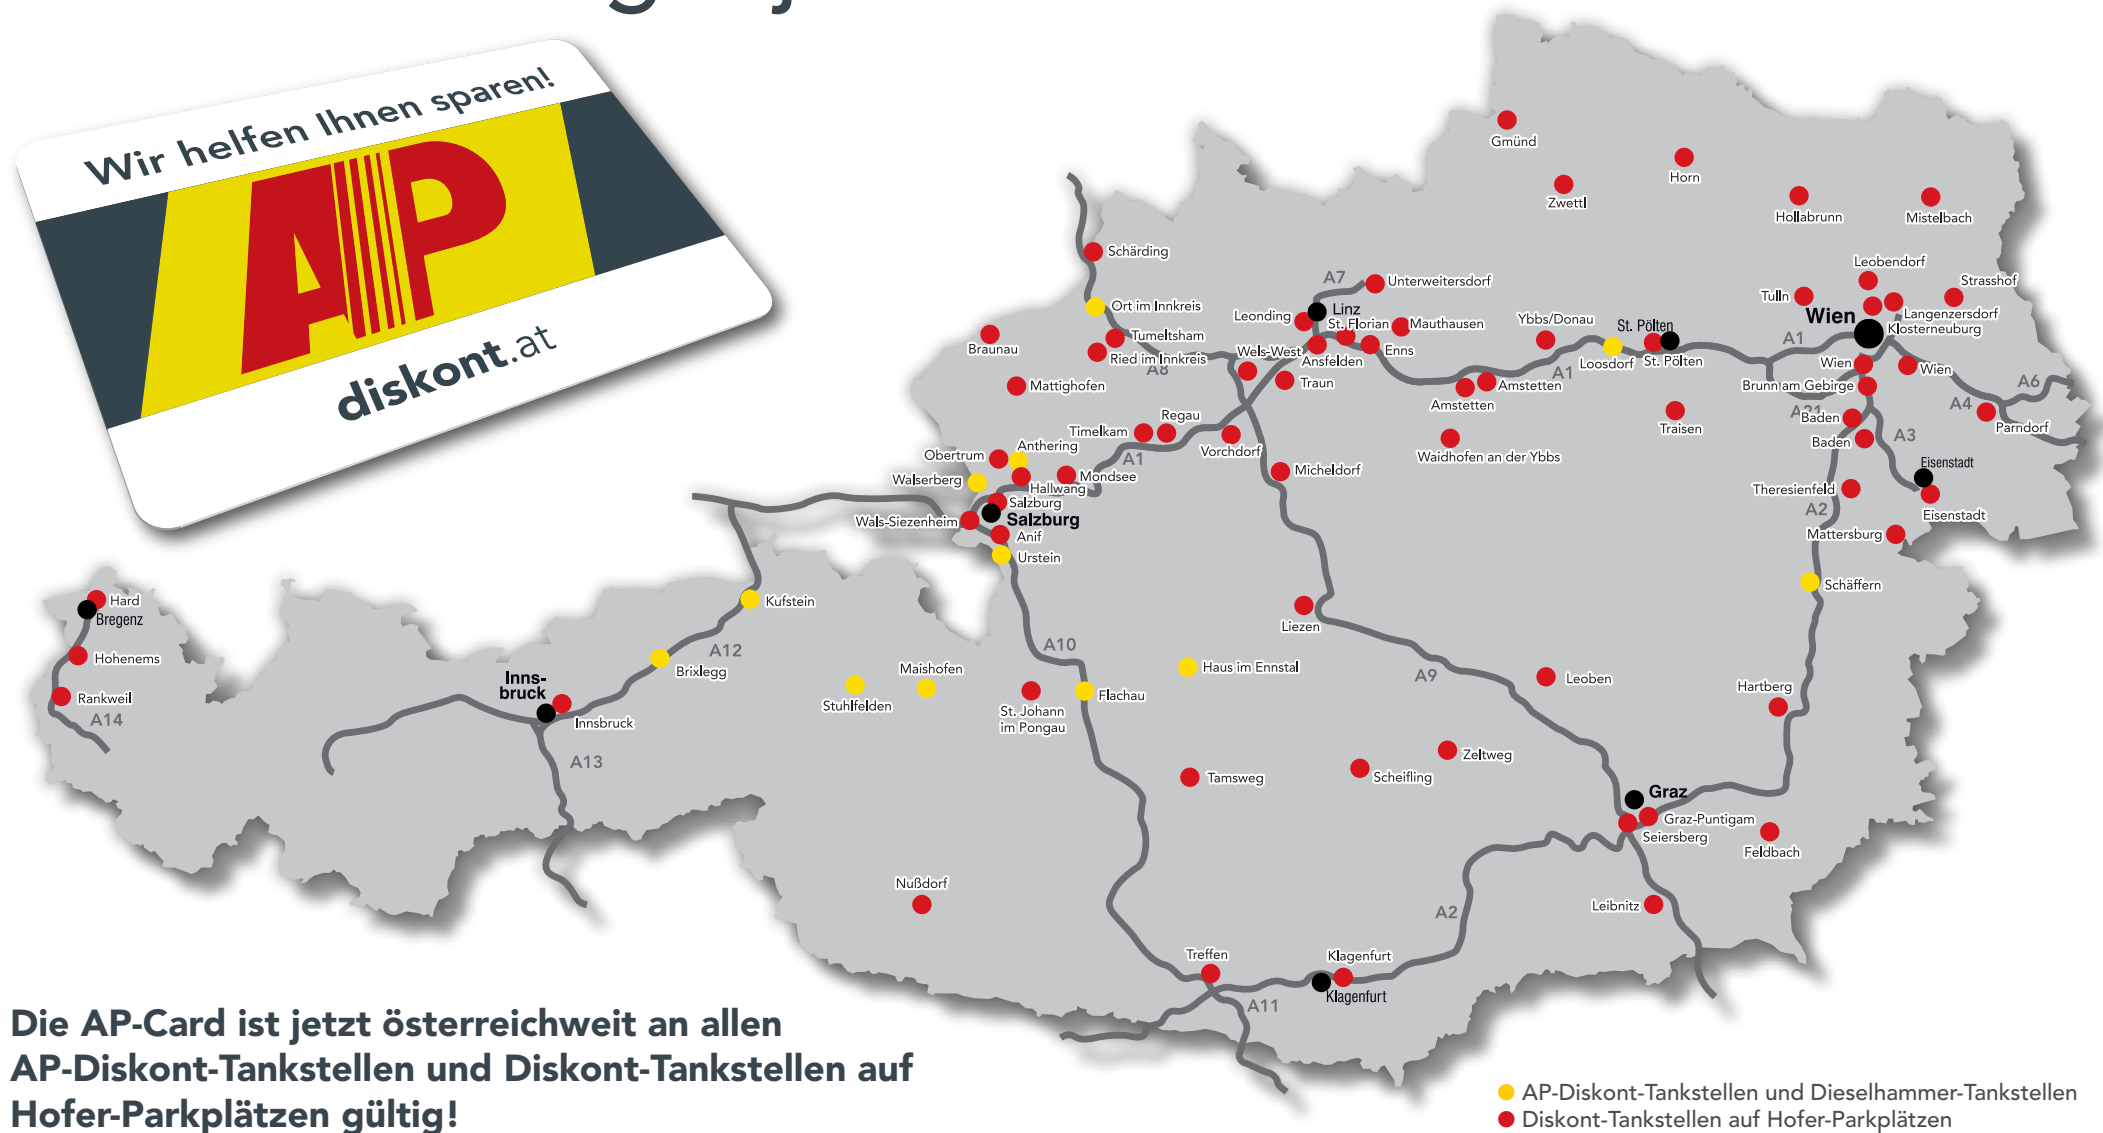 Wir helfen Ihnen sparen!
AP
diskont.at
Gmünd
Horn
Zwettl
Hollabrunn
Mistelbach
Schärding
Leobendorf
Strasshof
A7
Unterweitersdorf
Tulln
Ort im Innkreis
Linz
Leonding
St. Florian
Mauthausen
Ybbs/Donau
St. Pölten
Wien
Langenzersdorf
Klosterneuburg
Tumeltsham
Braunau
Ried im Innkreis
A8
Wels-West
Ansfelden
Enns
Loosdorf
St. Pölten
A1
Wien
Wien
Mattighofen
Traun
Amstetten
Amstetten
A1
Brunn am Gebirge
A6
A21
Baden
A4
Parndorf
Timelkam
Regau
Vorchdorf
Traisen
Baden
A3
Obertrum
Anthering
A1
Waidhofen an der Ybbs
Walserberg
Hallwang
Mondsee
Micheldorf
Eisenstadt
Theresienfeld
Salzburg
Wals-Siezenheim
Salzburg
A2
Eisenstadt
Anif
Mattersburg
Urstein
Schäffern
Hard
Bregenz
Kufstein
Liezen
Hohenems
A12
Brixlegg
A10
Maishofen
Haus im Ennstal
A9
Leoben
Rankweil
A14
Inns-
bruck
Innsbruck
Stuhlfelden
St. Johann
im Pongau
Flachau
Hartberg
A13
Tamsweg
Scheifling
Zeltweg
Graz
Graz-Puntigam
Seiersberg
Feldbach
Nußdorf
A2
Leibnitz
Treffen
Klagenfurt
Klagenfurt
A11
Die AP-Card ist jetzt österreichweit an allen
AP-Diskont-Tankstellen und Diskont-Tankstellen auf
Hofer-Parkplätzen gültig!
AP-Diskont-Tankstellen und Dieselhammer-Tankstellen
Diskont-Tankstellen auf Hofer-Parkplätzen